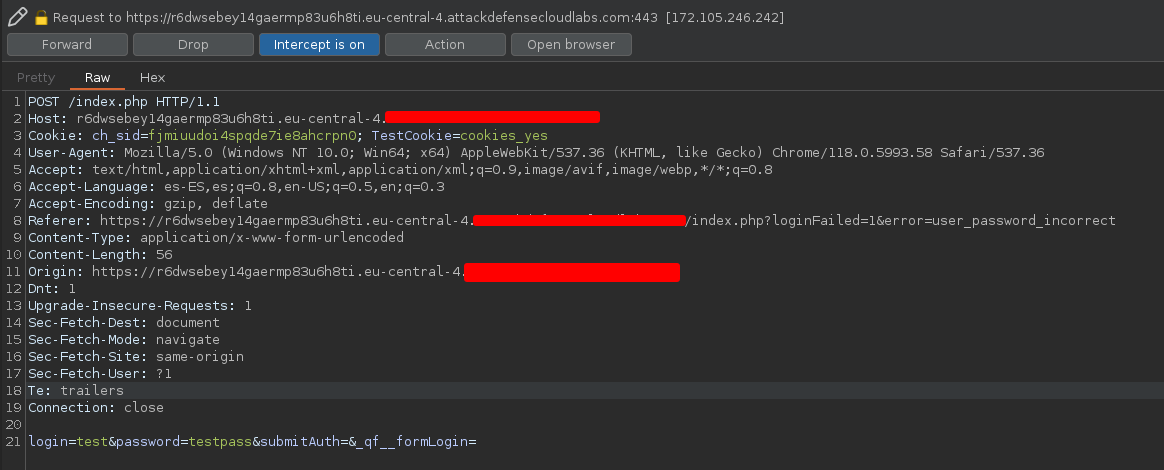 Request to https://r6dwsebey14gaermp83u6h8ti.eu-central-4.attackdefensecloudlabs.com:443 [172.105.246.242]
Forward Drop Intercept is on Action Open browser
Pretty Raw Hex
1 POST /index.php HTTP/1.1
2 Host: r6dwsebey14gaermp83u6h8ti.eu-central-4.
3 Cookie: ch_sid=fjmiuudoi4spqde7ie8ahcrpn0; TestCookie=cookies_yes
4 User-Agent: Mozilla/5.0 (Windows NT 10.0; Win64; x64) AppleWebKit/537.36 (KHTML, like Gecko) Chrome/118.0.5993.58 Safari/537.36
5 Accept: text/html,application/xhtml+xml,application/xml;q=0.9,image/avif,image/webp,*/*;q=0.8
6 Accept-Language: es-ES,es;q=0.8,en-US;q=0.5,en;q=0.3
7 Accept-Encoding: gzip, deflate
8 Referer: https://r6dwsebey14gaermp83u6h8ti.eu-central-4. /index.php?loginFailed=1&error=user_password_incorrect
9 Content-Type: application/x-www-form-urlencoded
10 Content-Length: 56
11 Origin: https://r6dwsebey14gaermp83u6h8ti.eu-central-4.
12 Dnt: 1
13 Upgrade-Insecure-Requests: 1
14 Sec-Fetch-Dest: document
15 Sec-Fetch-Mode: navigate
16 Sec-Fetch-Site: same-origin
17 Sec-Fetch-User: ?1
18 Te: trailers
19 Connection: close
20
21 login=test&password=testpass&submitAuth=&_qf__formLogin=